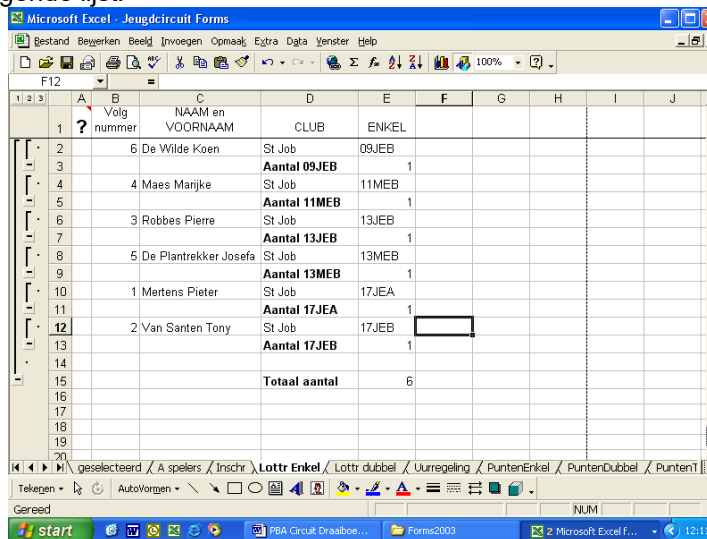 gende lijst.
Microsoft Excel - Jeugdcircuit Forms
Bestand Bewerken Beeld Invoegen Opmaak Extra Data Venster Help
100%
F12 =
1 2 3 A B C D E F G H I J
1 ? Volg nummer NAAM en VOORNAAM CLUB ENKEL
2 6 De Wilde Koen St Job 09JEB
3 Aantal 09JEB 1
4 4 Maes Marijke St Job 11MEB
5 Aantal 11MEB 1
6 3 Robbes Pierre St Job 13JEB
7 Aantal 13JEB 1
8 5 De Plantrekker Josefa St Job 13MEB
9 Aantal 13MEB 1
10 1 Mertens Pieter St Job 17JEA
11 Aantal 17JEA 1
12 2 Van Santen Tony St Job 17JEB
13 Aantal 17JEB 1
14
15 Totaal aantal 6
16
17
18
19
20
geselecteerd / A spelers / Inschr \ Lottr Enkel / Lottr dubbel / Uurregeling / PuntenEnkel / PuntenDubbel / PuntenT
Tekenen AutoVormen
Gereed NUM
start PBA Circuit Draaiboe... Forms2003 2 Microsoft Excel f... 12:1